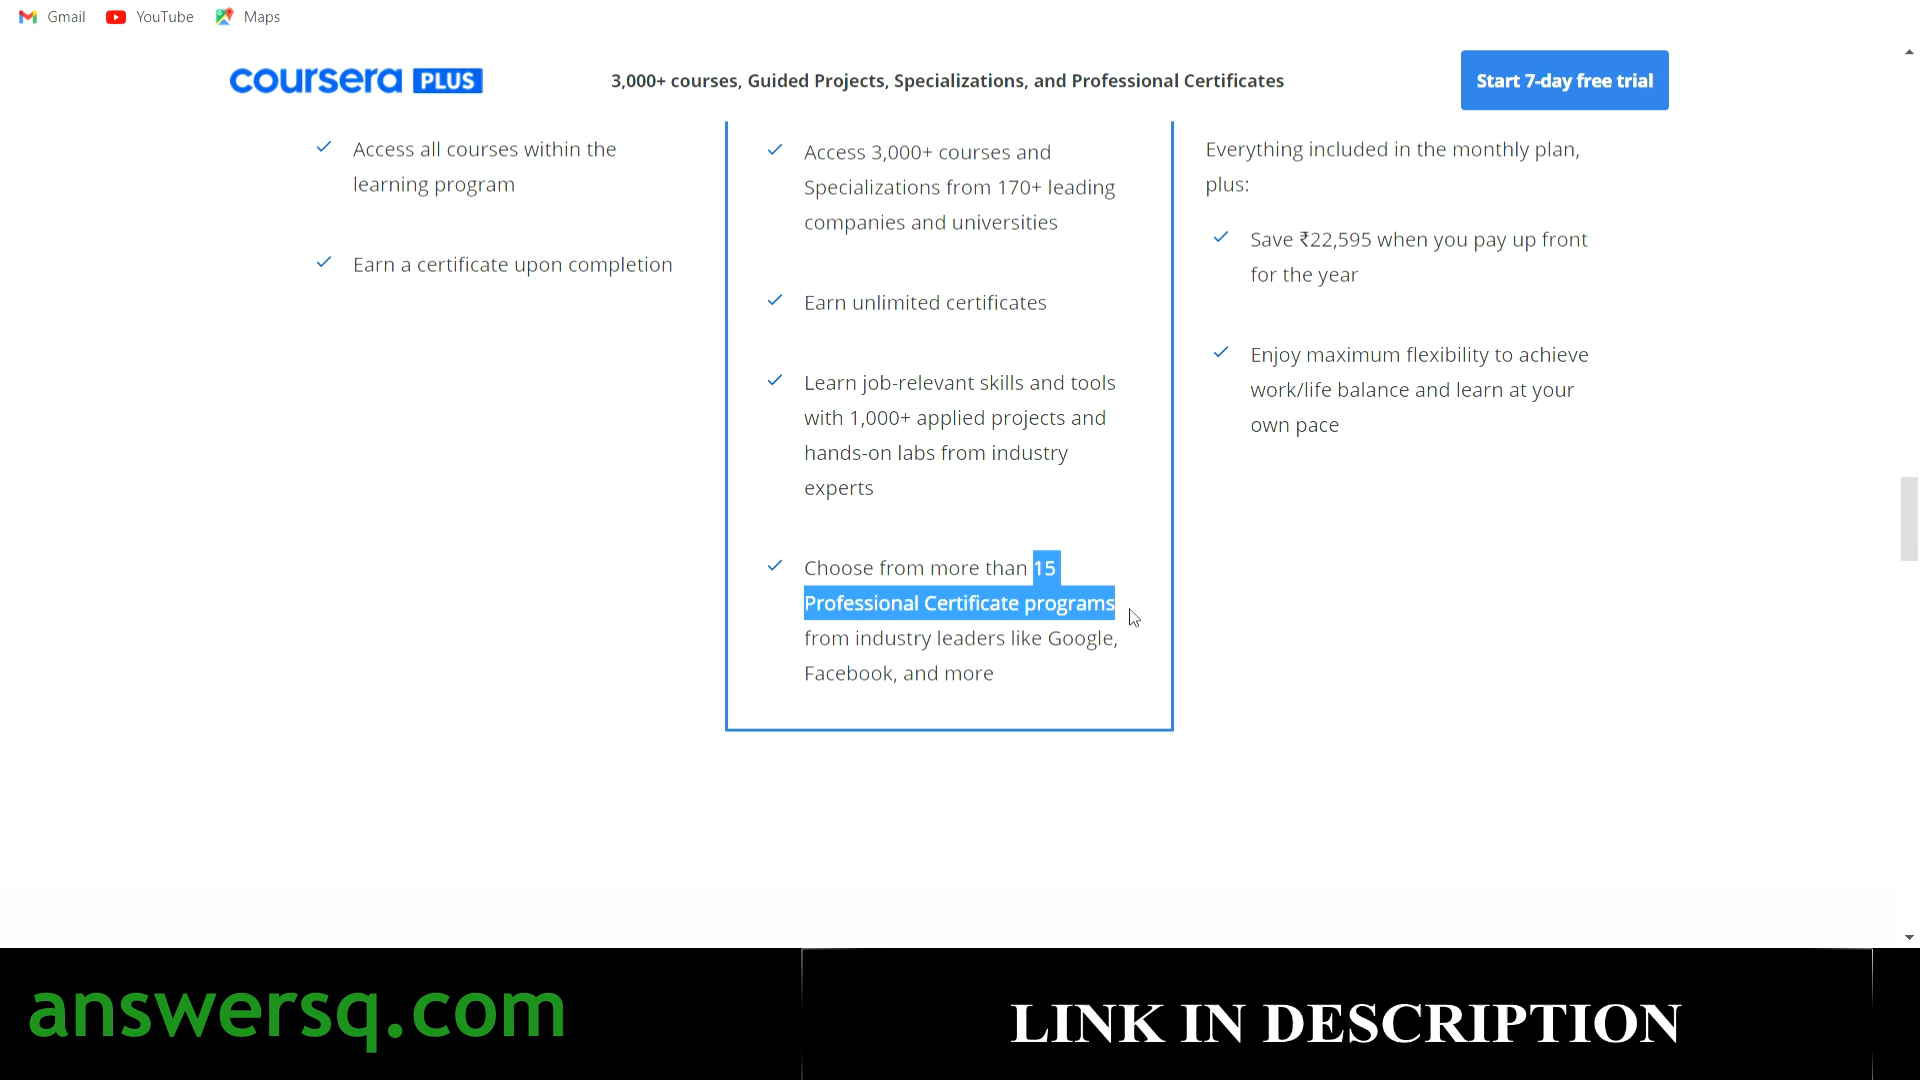 Gmail YouTube Maps
coursera PLUS
3,000+ courses, Guided Projects, Specializations, and Professional Certificates
Start 7-day free trial
Access all courses within the
learning program
Earn a certificate upon completion
Access 3,000+ courses and
Specializations from 170+ leading
companies and universities
Earn unlimited certificates
Learn job-relevant skills and tools
with 1,000+ applied projects and
hands-on labs from industry
experts
Choose from more than 15
Professional Certificate programs
from industry leaders like Google,
Facebook, and more
Everything included in the monthly plan,
plus:
Save ₹22,595 when you pay up front
for the year
Enjoy maximum flexibility to achieve
work/life balance and learn at your
own pace
answersq.com
LINK IN DESCRIPTION